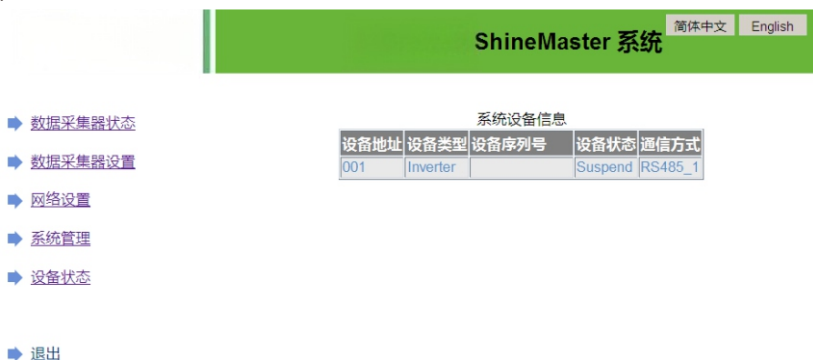 ShineMaster 系统
简体中文 English
数据采集器状态
数据采集器设置
网络设置
系统管理
设备状态
退出
系统设备信息
设备地址 设备类型 设备序列号 设备状态 通信方式
001 Inverter Suspend RS485_1